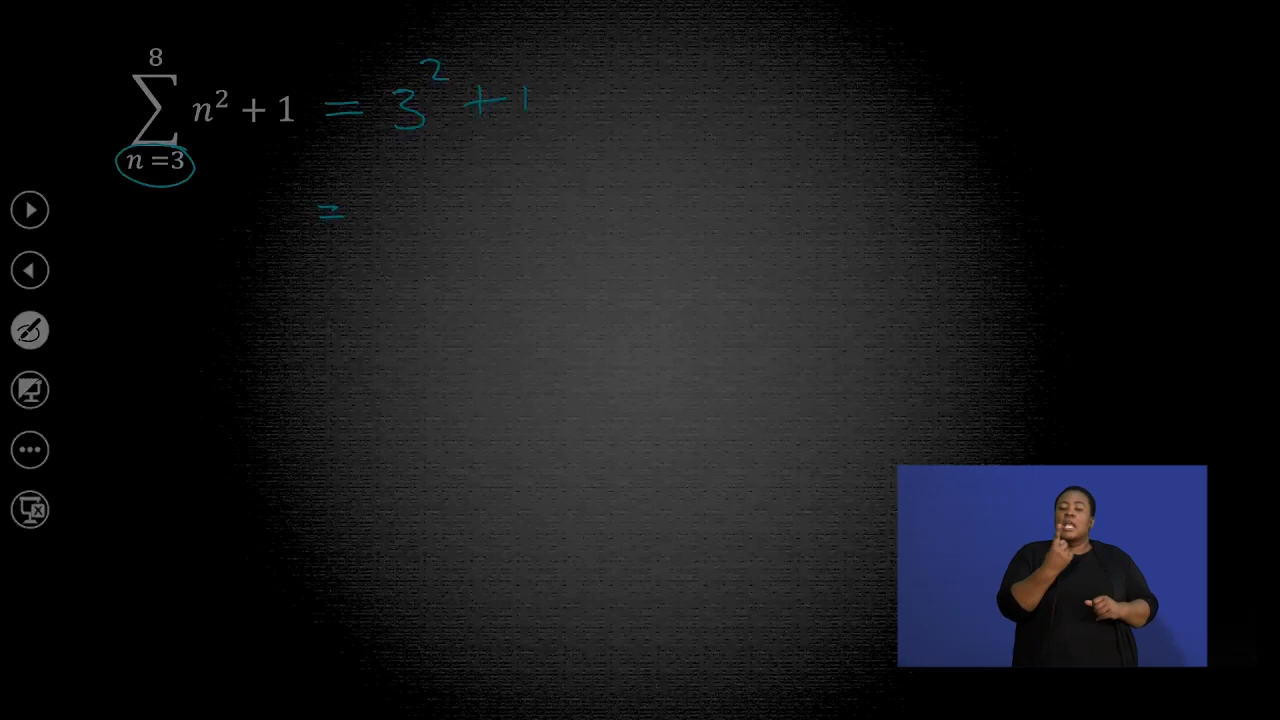 8
∑ n² + 1 = 3² + 1
n = 3
=